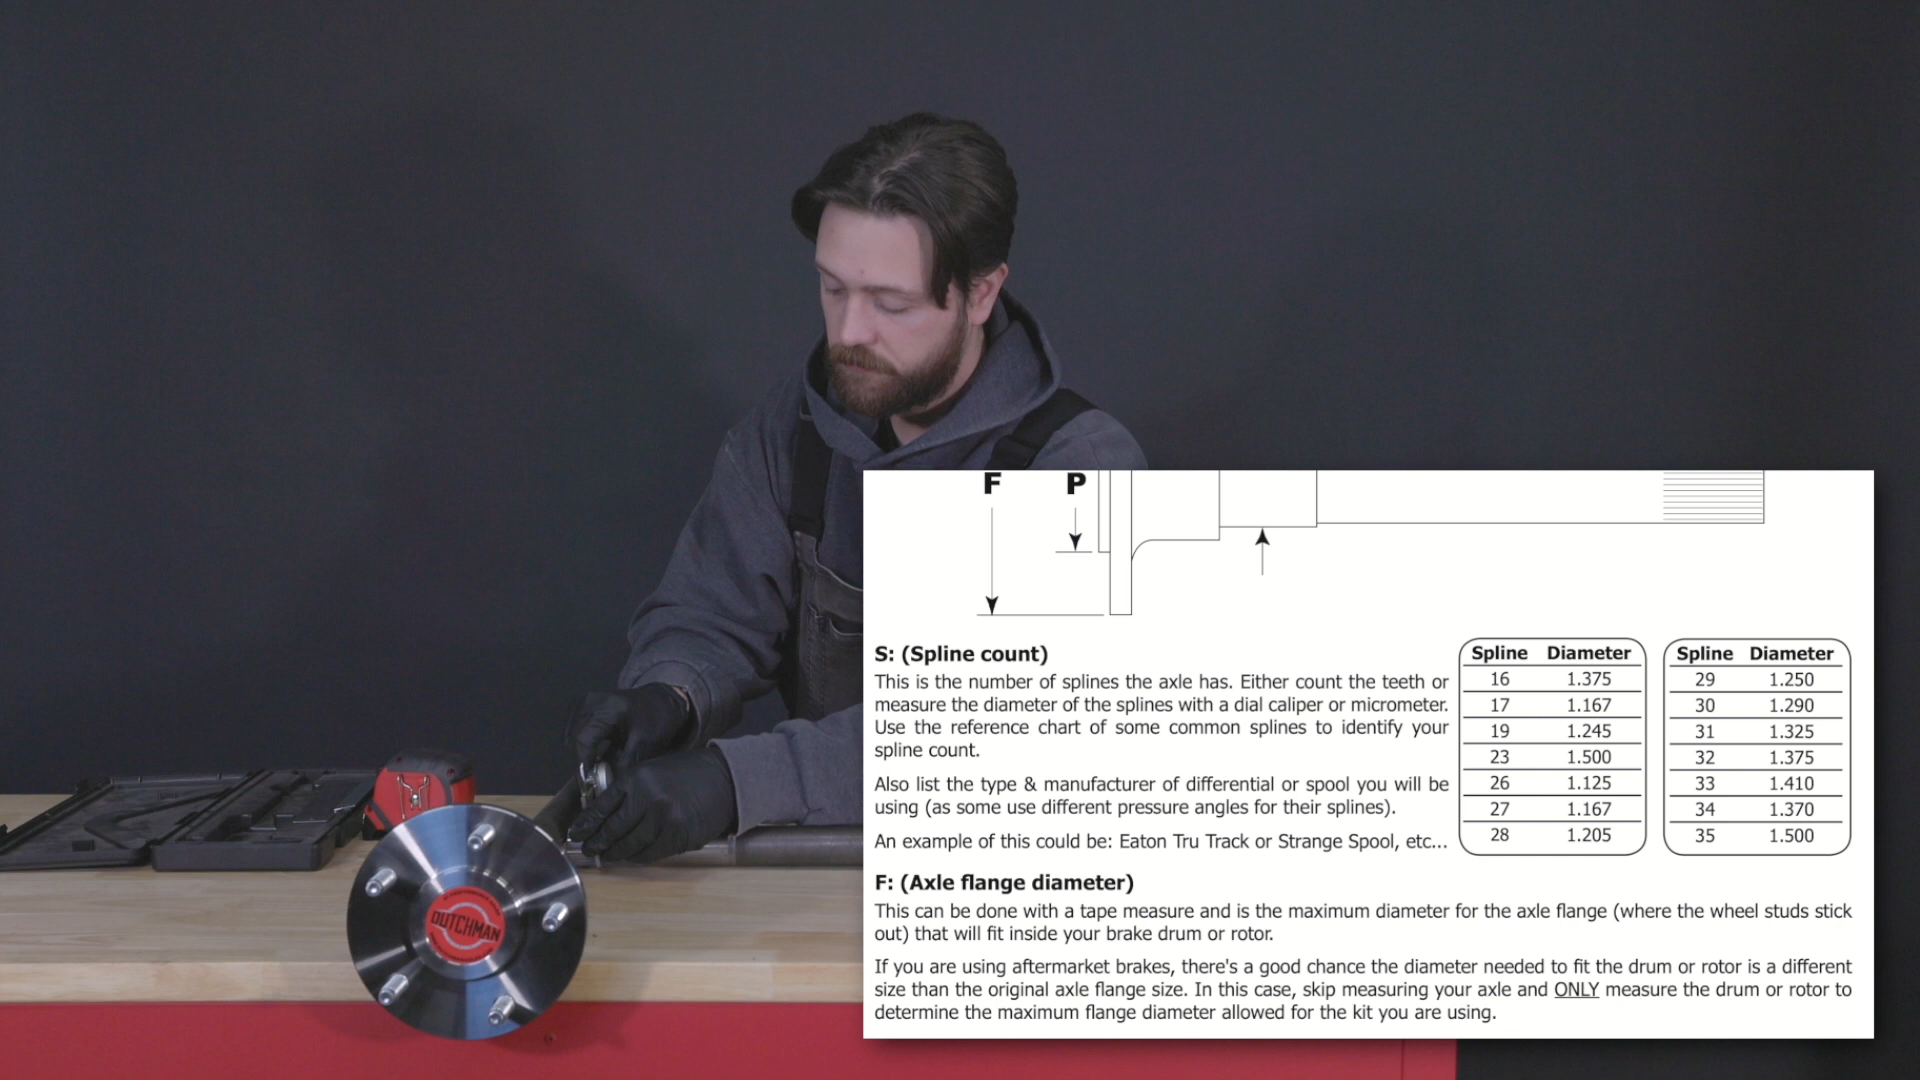 F P
S: (Spline count)
This is the number of splines the axle has. Either count the teeth or
measure the diameter of the splines with a dial caliper or micrometer.
Use the reference chart of some common splines to identify your
spline count.
Also list the type & manufacturer of differential or spool you will be
using (as some use different pressure angles for their splines).
An example of this could be: Eaton Tru Track or Strange Spool, etc...
Spline Diameter
16 1.375
17 1.167
19 1.245
23 1.500
26 1.125
27 1.167
28 1.205
Spline Diameter
29 1.250
30 1.290
31 1.325
32 1.375
33 1.410
34 1.370
35 1.500
F: (Axle flange diameter)
This can be done with a tape measure and is the maximum diameter for the axle flange (where the wheel studs stick
out) that will fit inside your brake drum or rotor.
If you are using aftermarket brakes, there's a good chance the diameter needed to fit the drum or rotor is a different
size than the original axle flange size. In this case, skip measuring your axle and ONLY measure the drum or rotor to
determine the maximum flange diameter allowed for the kit you are using.
DUTCHMAN